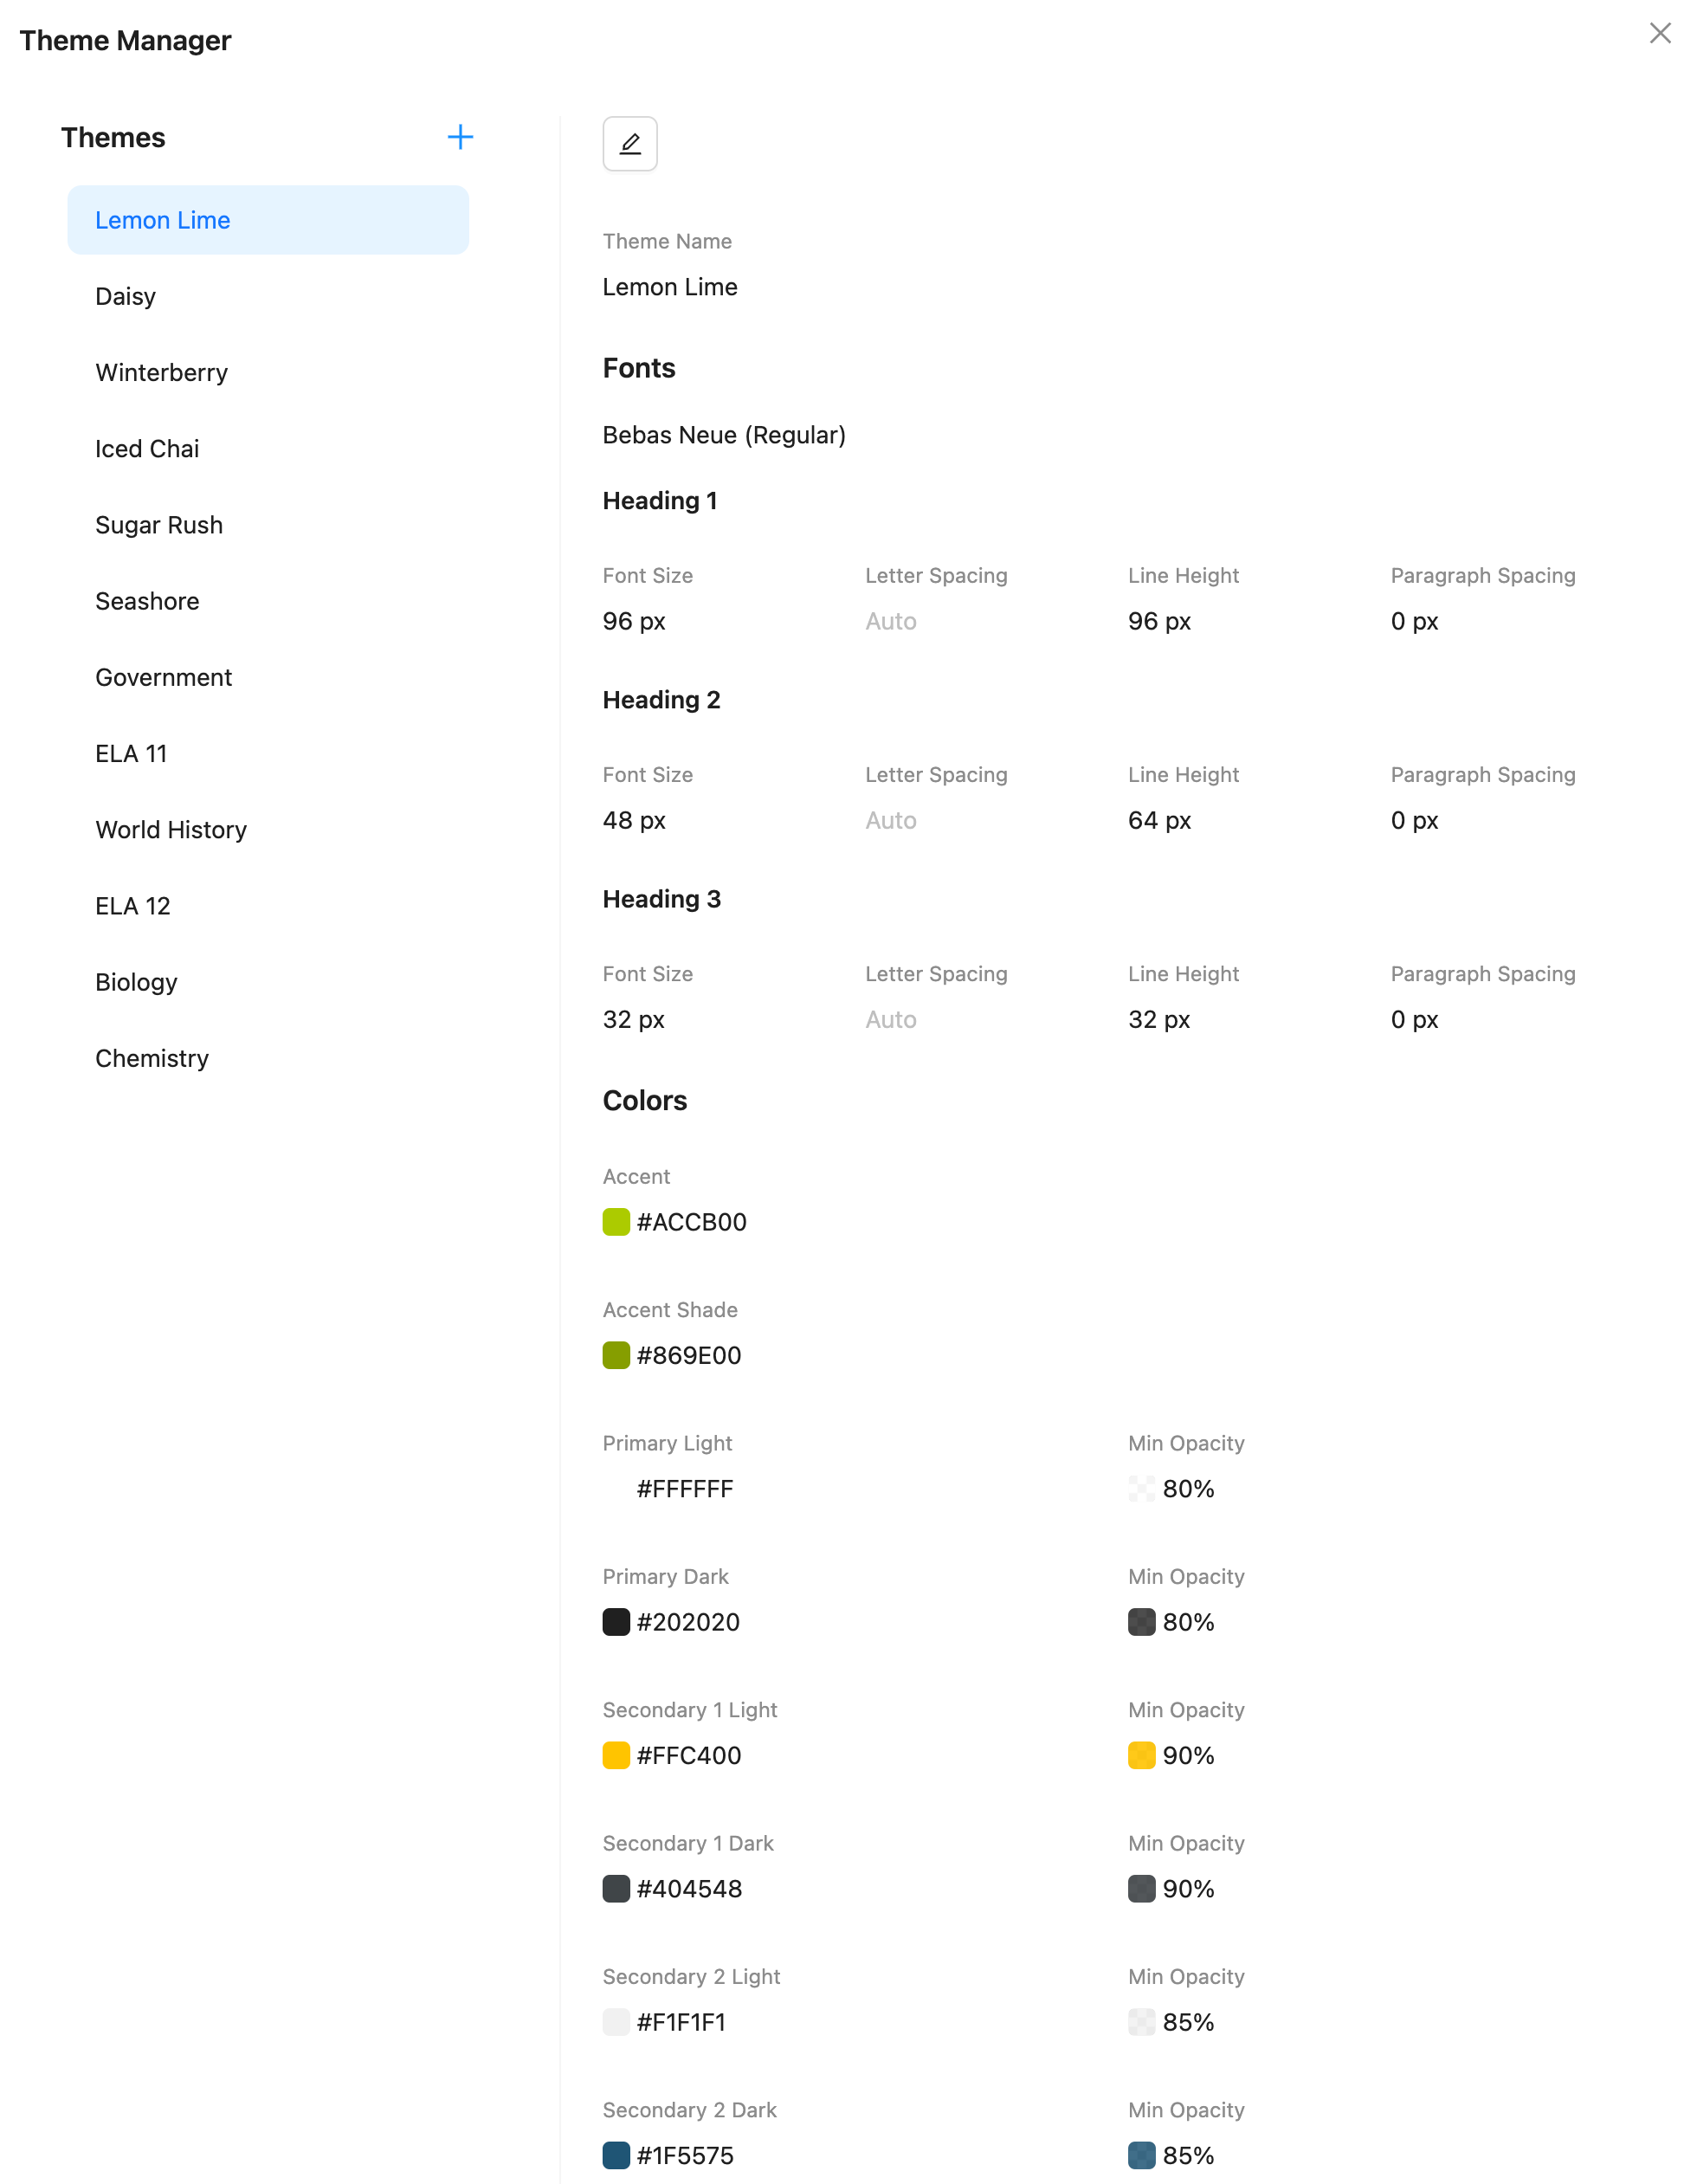 Theme Manager
Themes
Lemon Lime
Daisy
Winterberry
Iced Chai
Sugar Rush
Seashore
Government
ELA 11
World History
ELA 12
Biology
Chemistry
Theme Name
Lemon Lime
Fonts
Bebas Neue (Regular)
Heading 1
Font Size Letter Spacing Line Height Paragraph Spacing
96 px Auto 96 px 0 px
Heading 2
Font Size Letter Spacing Line Height Paragraph Spacing
48 px Auto 64 px 0 px
Heading 3
Font Size Letter Spacing Line Height Paragraph Spacing
32 px Auto 32 px 0 px
Colors
Accent
#ACCB00
Accent Shade
#869E00
Primary Light Min Opacity
#FFFFFF 80%
Primary Dark Min Opacity
#202020 80%
Secondary 1 Light Min Opacity
#FFC400 90%
Secondary 1 Dark Min Opacity
#404548 90%
Secondary 2 Light Min Opacity
#F1F1F1 85%
Secondary 2 Dark Min Opacity
#1F5575 85%